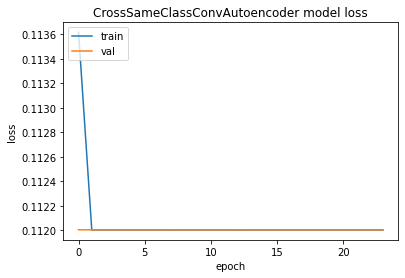 CrossSameClassConvAutoencoder model loss
train
val
0.1136
0.1134
0.1132
0.1130
0.1128
0.1126
0.1124
0.1122
0.1120
loss
0 5 10 15 20
epoch